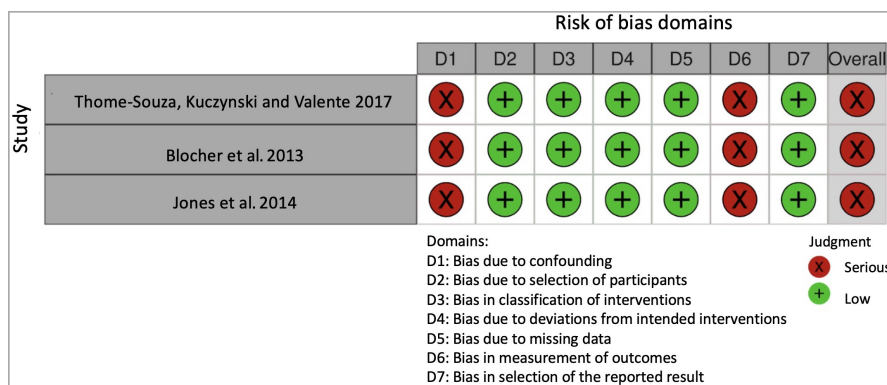 Risk of bias domains
D1 D2 D3 D4 D5 D6 D7 Overall
Study
Thome-Souza, Kuczynski and Valente 2017 X + + + + X + X
Blocher et al. 2013 X + + + + X + X
Jones et al. 2014 X + + + + X + X
Domains:
D1: Bias due to confounding
D2: Bias due to selection of participants
D3: Bias in classification of interventions
D4: Bias due to deviations from intended interventions
D5: Bias due to missing data
D6: Bias in measurement of outcomes
D7: Bias in selection of the reported result
Judgment
X Serious
+ Low